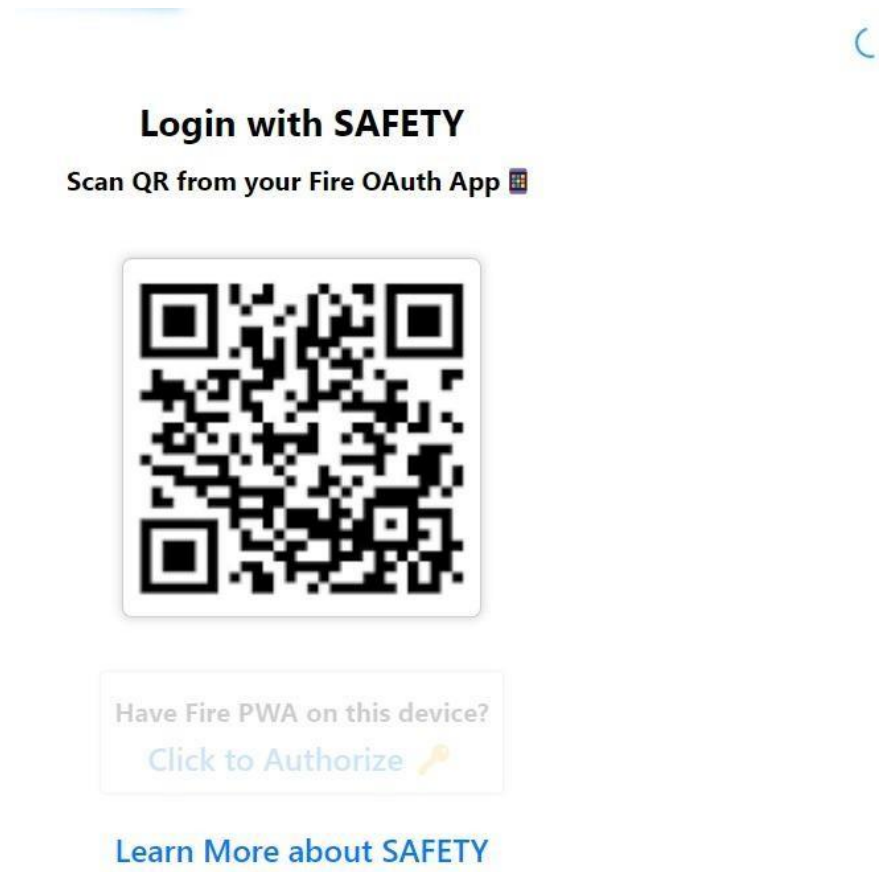 Login with SAFETY
Scan QR from your Fire OAuth App 📱
Have Fire PWA on this device?
Click to Authorize 🔑
Learn More about SAFETY